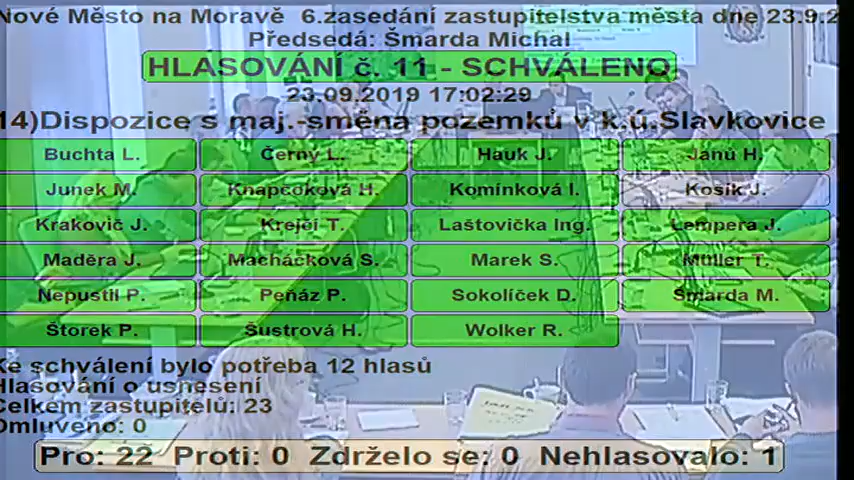 Nové Město na Moravě 6.zasedání zastupitelstva města dne 23.9.2
Předsedá: Šmarda Michal
HLASOVÁNÍ č. 11 - SCHVÁLENO
23.09.2019 17:02:29
14)Dispozice s maj.-směna pozemků v k.ú.Slavkovice
Buchta L. Černý L. Hauk J. Janů H.
Junek M. Knapčoková H. Komínková I. Košík J.
Krakovič J. Krejčí T. Laštovička Ing. Lempera J.
Maděra J. Macháčková S. Marek S. Müller T.
Nepustil P. Peňáz P. Sokolíček D. Šmarda M.
Štorek P. Šustrová H. Wolker R.
Ke schválení bylo potřeba 12 hlasů
Hlasování o usnesení
Celkem zastupitelů: 23
Omluveno: 0
Pro: 22 Proti: 0 Zdrželo se: 0 Nehlasovalo: 1